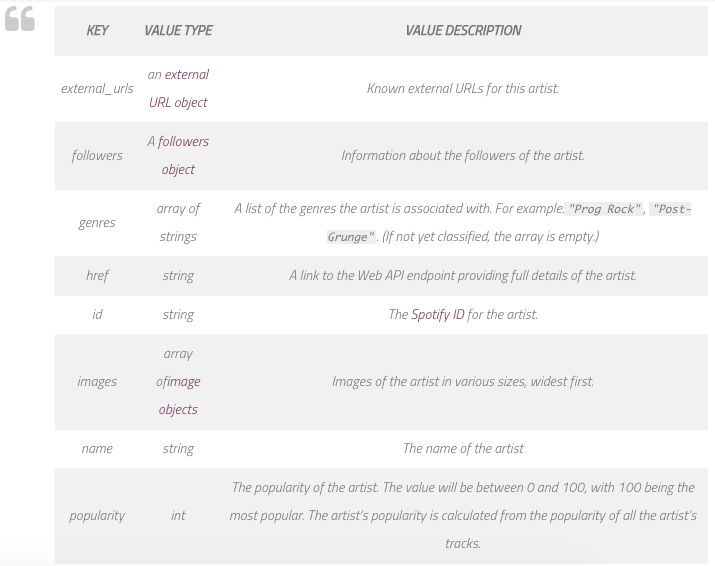 KEY VALUE TYPE VALUE DESCRIPTION
external_urls an external URL object Known external URLs for this artist.
followers A followers object Information about the followers of the artist.
genres array of strings A list of the genres the artist is associated with. For example: "Prog Rock", "Post-
Grunge". (If not yet classified, the array is empty.)
href string A link to the Web API endpoint providing full details of the artist.
id string The Spotify ID for the artist.
images array ofimage objects Images of the artist in various sizes, widest first.
name string The name of the artist
popularity int The popularity of the artist. The value will be between 0 and 100, with 100 being the
most popular. The artist's popularity is calculated from the popularity of all the artist's
tracks.